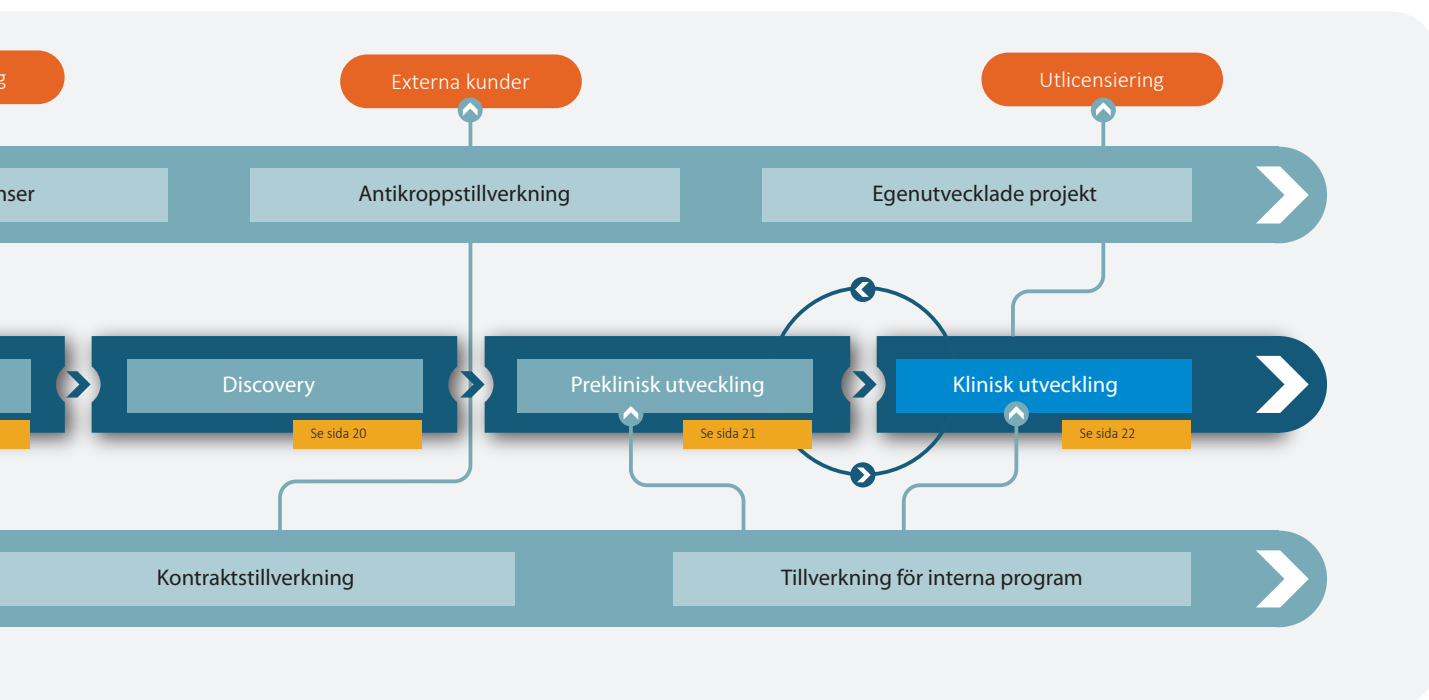 Externa kunder
Utlicensiering
Antikroppstillverkning
Egenutvecklade projekt
Discovery
Preklinisk utveckling
Klinisk utveckling
Se sida 20
Se sida 21
Se sida 22
Kontraktstillverkning
Tillverkning för interna program